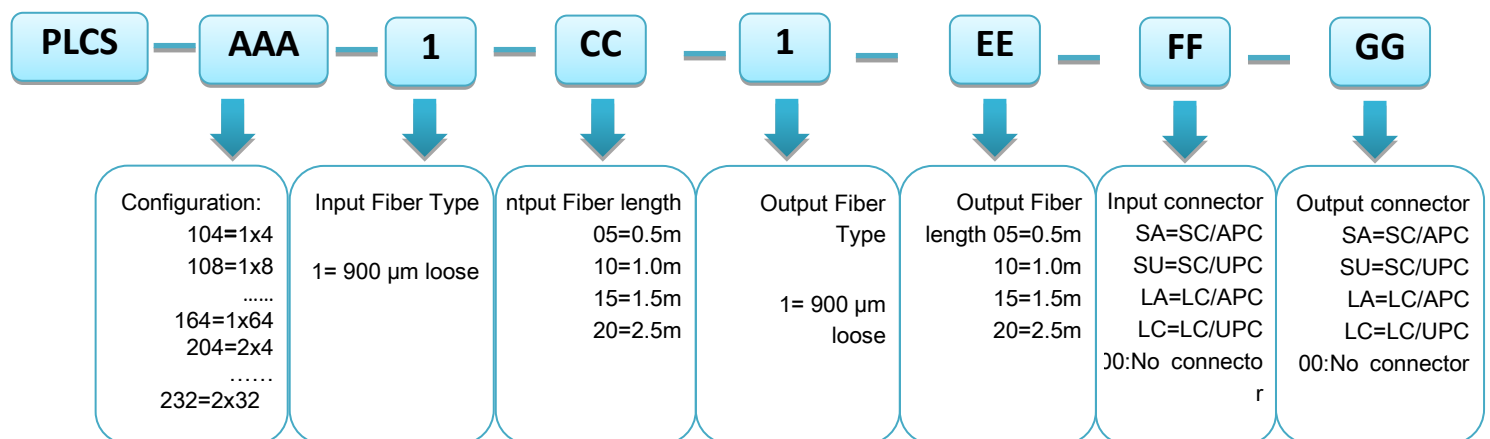 PLCS — AAA — 1 — CC — 1 — EE — FF — GG
Configuration:
104=1x4
108=1x8
......
164=1x64
204=2x4
……
232=2x32
Input Fiber Type
1= 900 µm loose
ntput Fiber length
05=0.5m
10=1.0m
15=1.5m
20=2.5m
Output Fiber
Type
1= 900 µm
loose
Output Fiber
length 05=0.5m
10=1.0m
15=1.5m
20=2.5m
Input connector
SA=SC/APC
SU=SC/UPC
LA=LC/APC
LC=LC/UPC
00:No connecto
r
Output connector
SA=SC/APC
SU=SC/UPC
LA=LC/APC
LC=LC/UPC
00:No connector